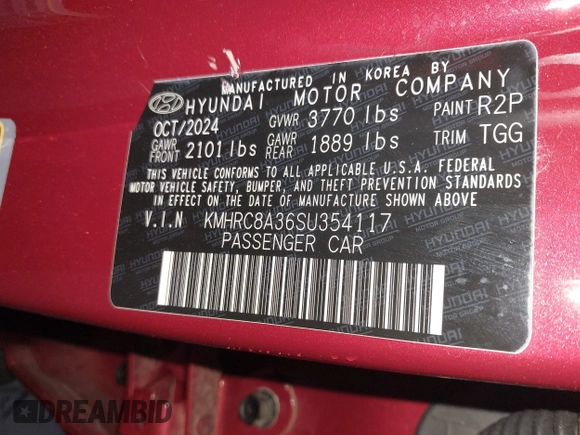 MANUFACTURED IN KOREA BY
HYUNDAI MOTOR COMPANY
OCT/2024 GVWR 3770 lbs PAINT R2P
GAWR FRONT 2101 lbs GAWR REAR 1889 lbs TRIM TGG
THIS VEHICLE CONFORMS TO ALL APPLICABLE U.S.A. FEDERAL
MOTOR VEHICLE SAFETY, BUMPER, AND THEFT PREVENTION STANDARDS
IN EFFECT ON THE DATE OF MANUFACTURE SHOWN ABOVE
V.I.N KMHRC8A36SU354117
PASSENGER CAR
DREAMBID